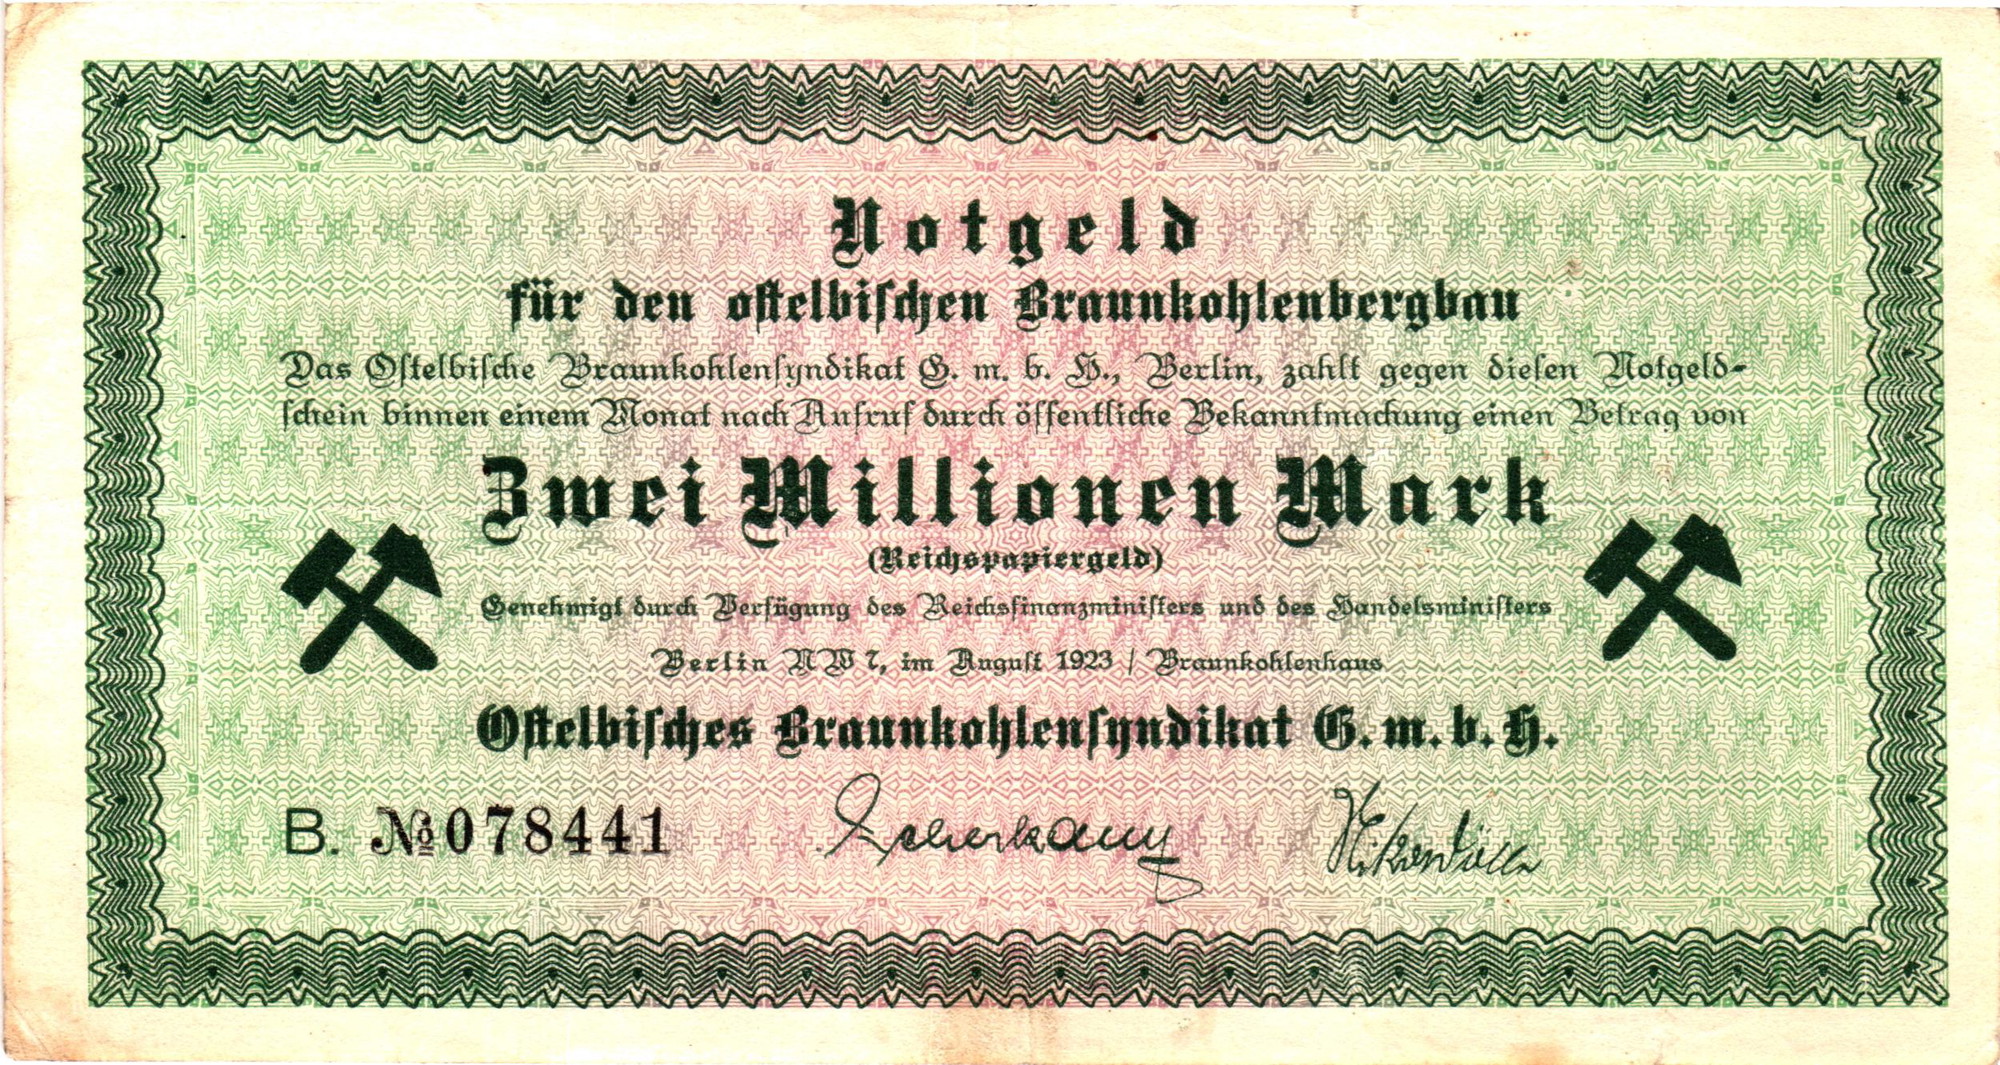 Notgeld
für den ostelbischen Braunkohlenbergbau
Das Ostelbische Braunkohlensyndikat G. m. b. H., Berlin, zahlt gegen diesen Notgeld-
schein binnen einem Monat nach Aufruf durch öffentliche Bekanntmachung einen Betrag von
Zwei Millionen Mark
(Reichspapiergeld)
Genehmigt durch Verfügung des Reichsfinanzministers und des Handelsministers
Berlin NW 7, im August 1923 / Braunkohlenhaus
Ostelbisches Braunkohlensyndikat G. m. b. H.
B. № 078441